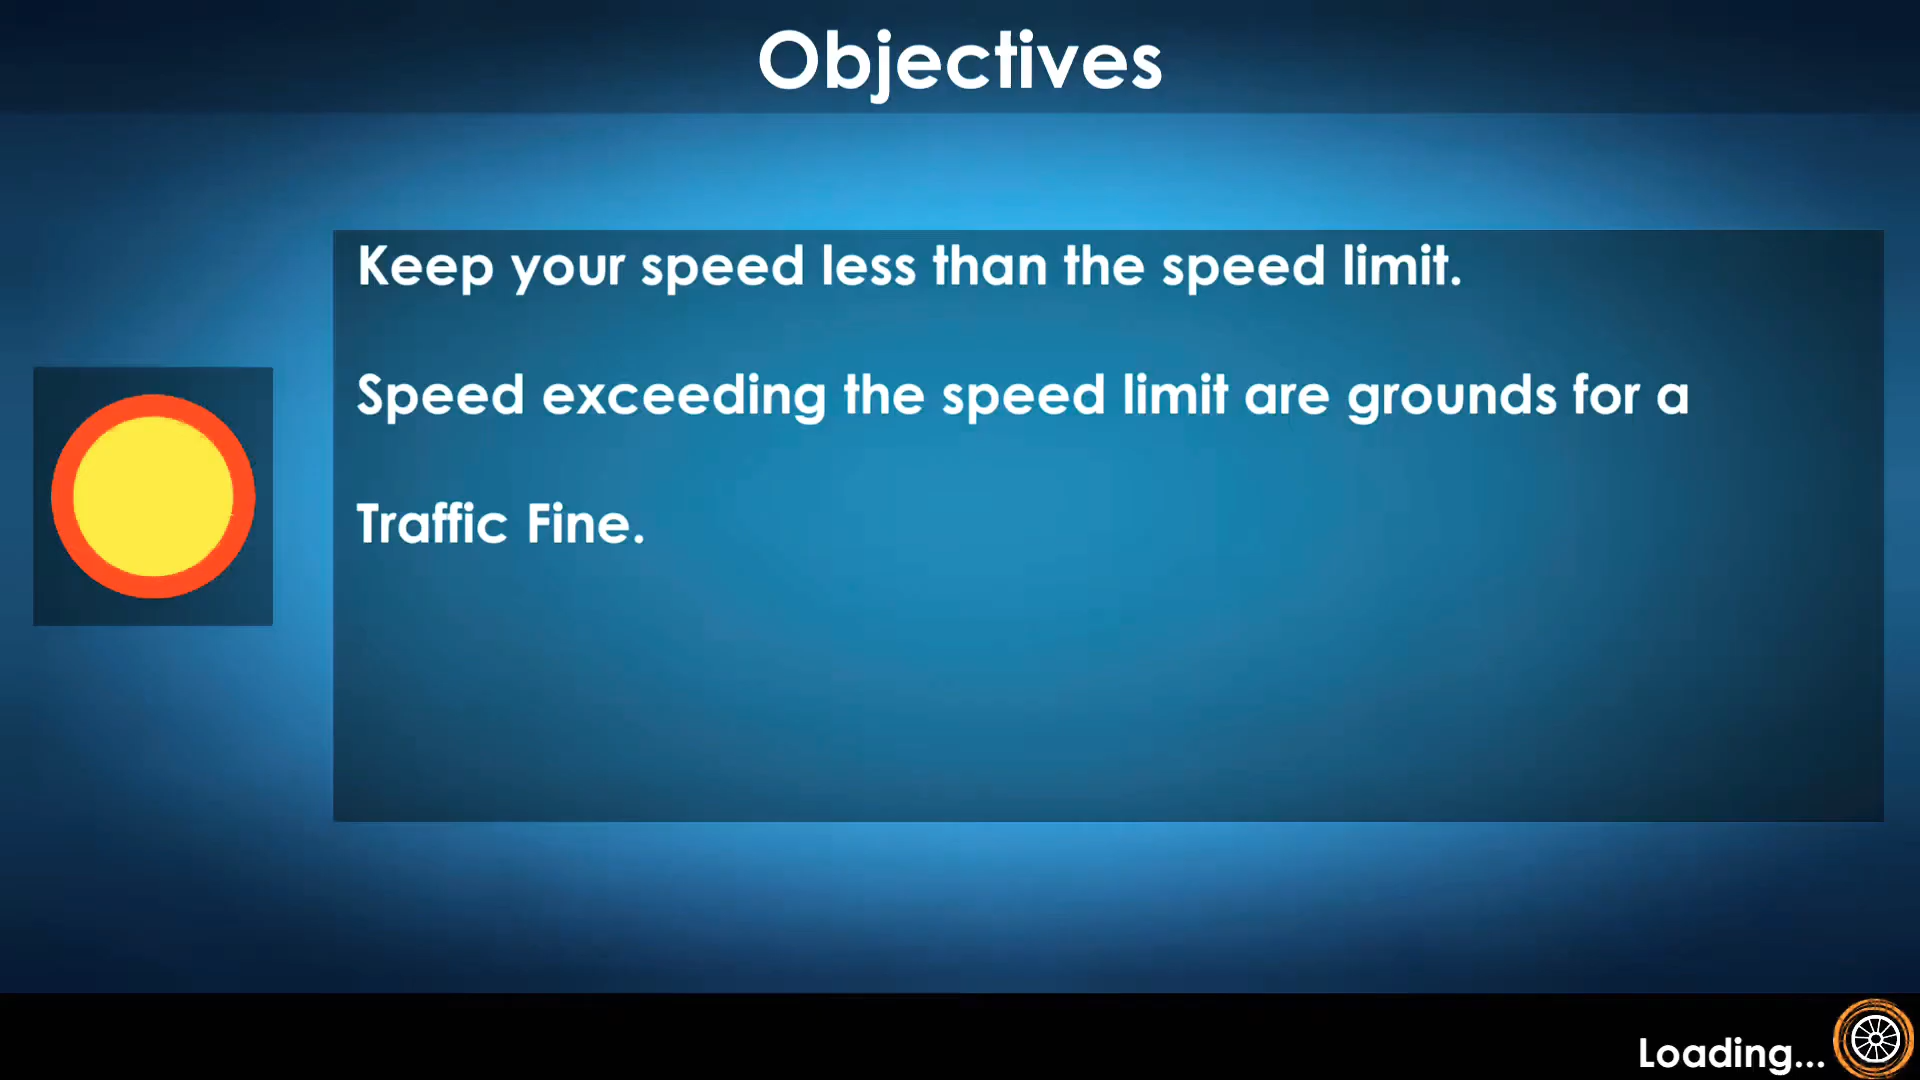 Objectives
Keep your speed less than the speed limit.
Speed exceeding the speed limit are grounds for a
Traffic Fine.
Loading...